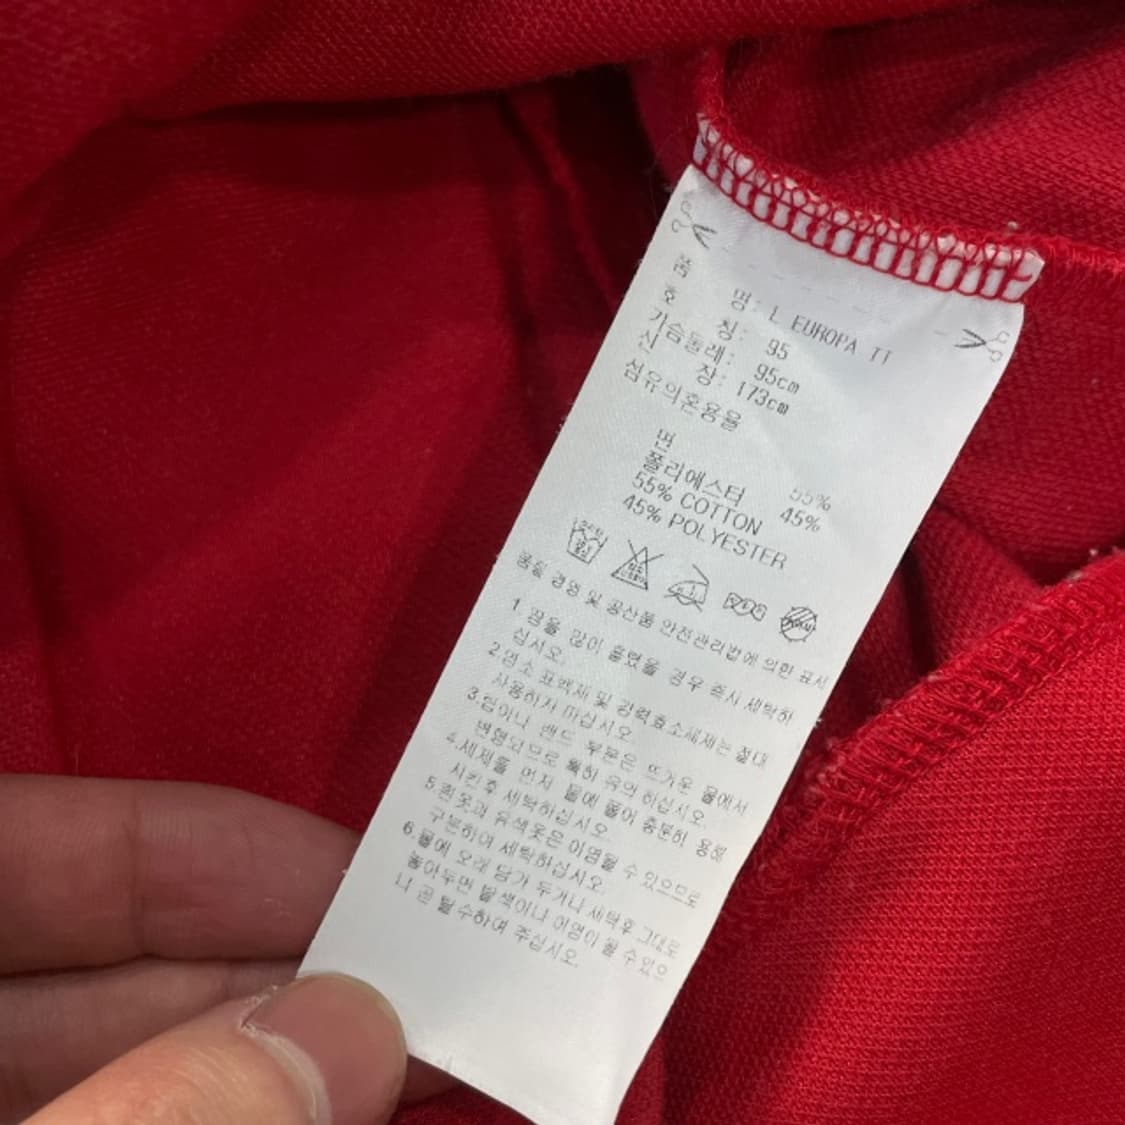 품 명: L EUROPA TT
호 칭: 95
가슴둘레: 95cm
신 장: 173cm
섬유의혼용율
면 55%
폴리에스터 45%
55% COTTON
45% POLYESTER
품질 경영 및 공산품 안전관리법에 의한 표시
1. 땀을 많이 흘렸을 경우 즉시 세탁하
십시오.
2.염소 표백제 및 강력효소세제는 절대
사용하지 마십시오.
3.담이나 밴드 부분은 뜨거운 물에서
변형되므로 특히 유의 하십시오.
4.세제를 먼저 물에 풀어 충분히 용해
시킨후 세탁하십시오.
5.흰옷과 유색옷은 이염될 수 있으므로
구분하여 세탁하십시오.
6.물에 오래 담가 두거나 세탁후 그대로
놓아두면 탈색이나 이염이 될 수 있으
니 곧 탈수하여 주십시오.